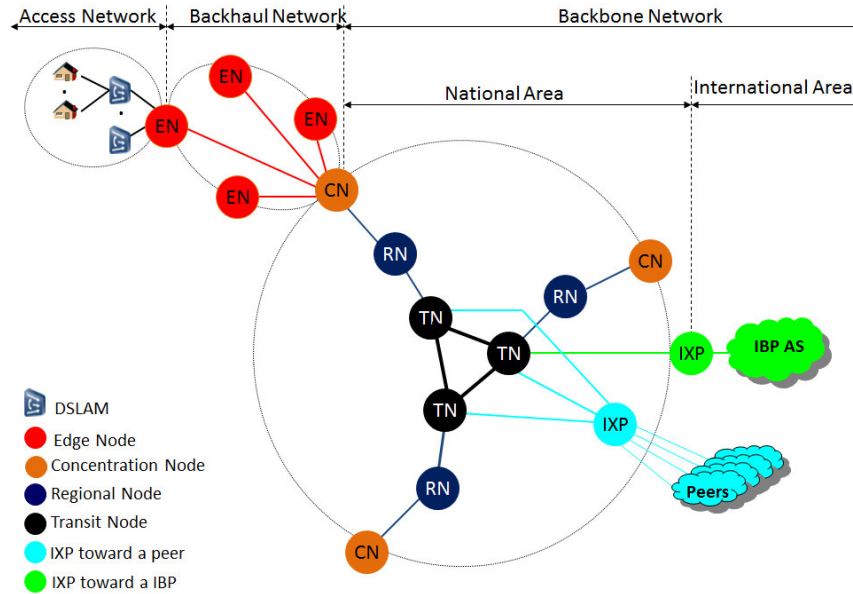 Access Network
Backhaul Network
Backbone Network
National Area
International Area
EN
EN
EN
EN
CN
RN
CN
RN
TN
TN
IXP
IBP AS
TN
IXP
RN
Peers
CN
DSLAM
Edge Node
Concentration Node
Regional Node
Transit Node
IXP toward a peer
IXP toward a IBP